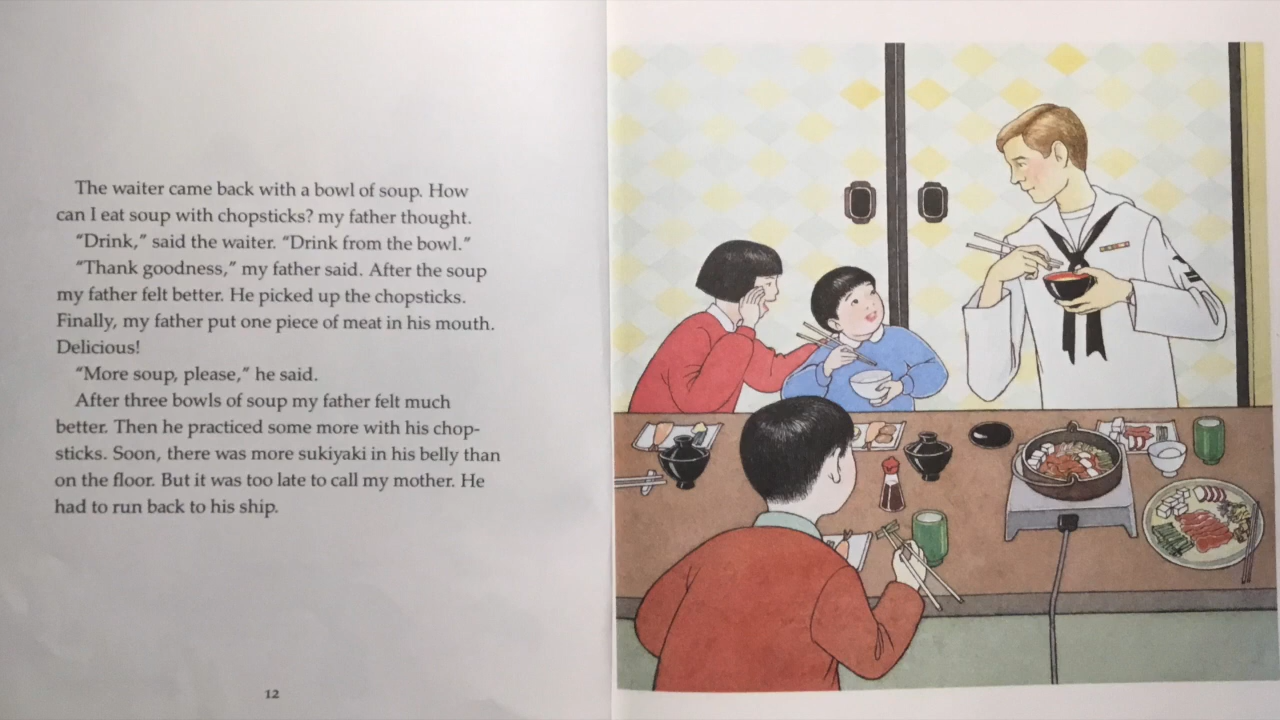 The waiter came back with a bowl of soup. How
can I eat soup with chopsticks? my father thought.
“Drink,” said the waiter. “Drink from the bowl.”
“Thank goodness,” my father said. After the soup
my father felt better. He picked up the chopsticks.
Finally, my father put one piece of meat in his mouth.
Delicious!
“More soup, please,” he said.
After three bowls of soup my father felt much
better. Then he practiced some more with his chop-
sticks. Soon, there was more sukiyaki in his belly than
on the floor. But it was too late to call my mother. He
had to run back to his ship.
12